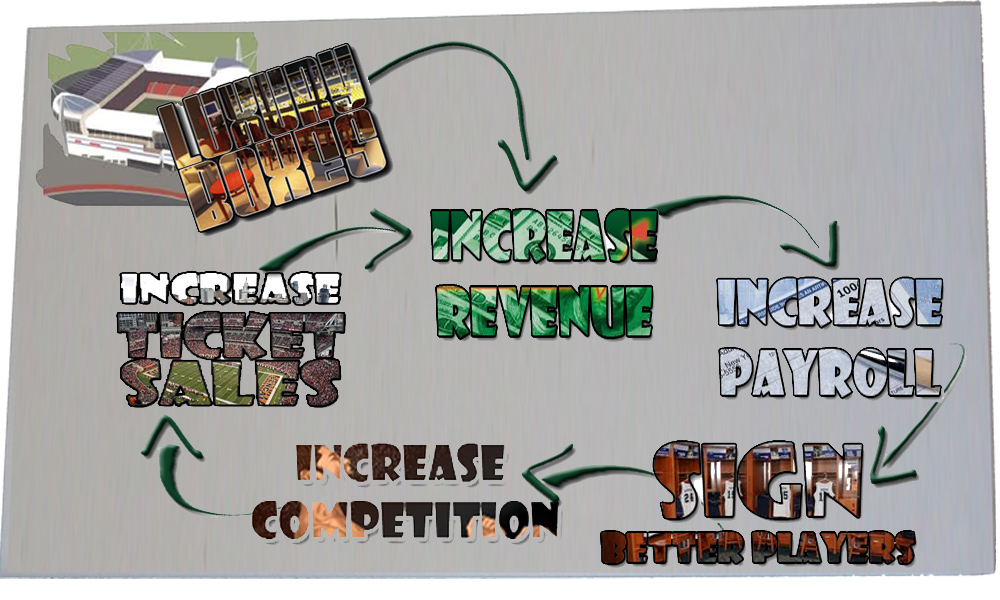 LUXURY
BOXES
INCREASE
REVENUE
INCREASE
PAYROLL
SIGN
BETTER PLAYERS
INCREASE
COMPETITION
INCREASE
TICKET
SALES